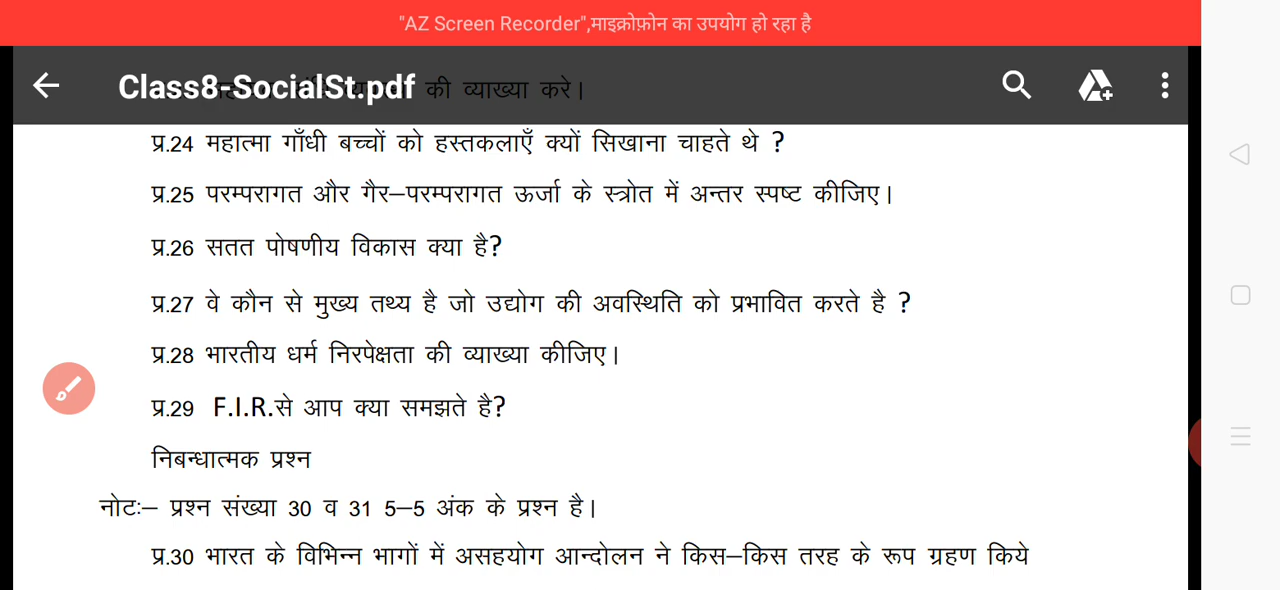 "AZ Screen Recorder",माइक्रोफ़ोन का उपयोग हो रहा है
Class8-SocialSt.pdf
की व्याख्या करे।
प्र.24 महात्मा गाँधी बच्चों को हस्तकलाएँ क्यों सिखाना चाहते थे ?
प्र.25 परम्परागत और गैर–परम्परागत ऊर्जा के स्त्रोत में अन्तर स्पष्ट कीजिए।
प्र.26 सतत पोषणीय विकास क्या है?
प्र.27 वे कौन से मुख्य तथ्य है जो उद्योग की अवस्थिति को प्रभावित करते है ?
प्र.28 भारतीय धर्म निरपेक्षता की व्याख्या कीजिए।
प्र.29 F.I.R.से आप क्या समझते है?
निबन्धात्मक प्रश्न
नोटः– प्रश्न संख्या 30 व 31 5–5 अंक के प्रश्न है।
प्र.30 भारत के विभिन्न भागों में असहयोग आन्दोलन ने किस–किस तरह के रूप ग्रहण किये